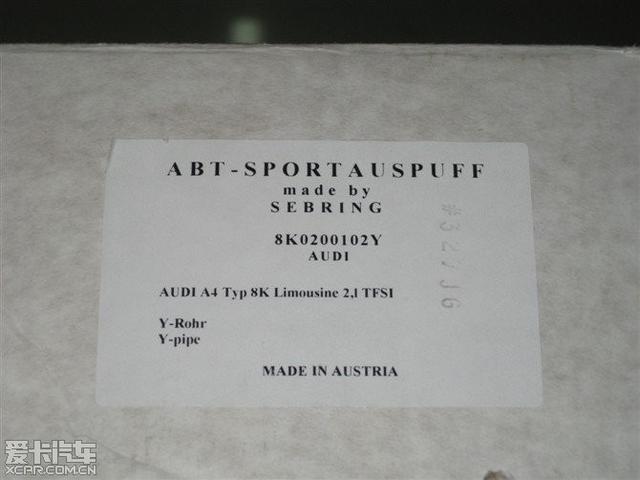 ABT-SPORTAUSPUFF
made by
SEBRING
8K0200102Y
AUDI
AUDI A4 Typ 8K Limousine 2,l TFSI
Y-Rohr
Y-pipe
MADE IN AUSTRIA
爱卡汽车
XCAR.COM.CN